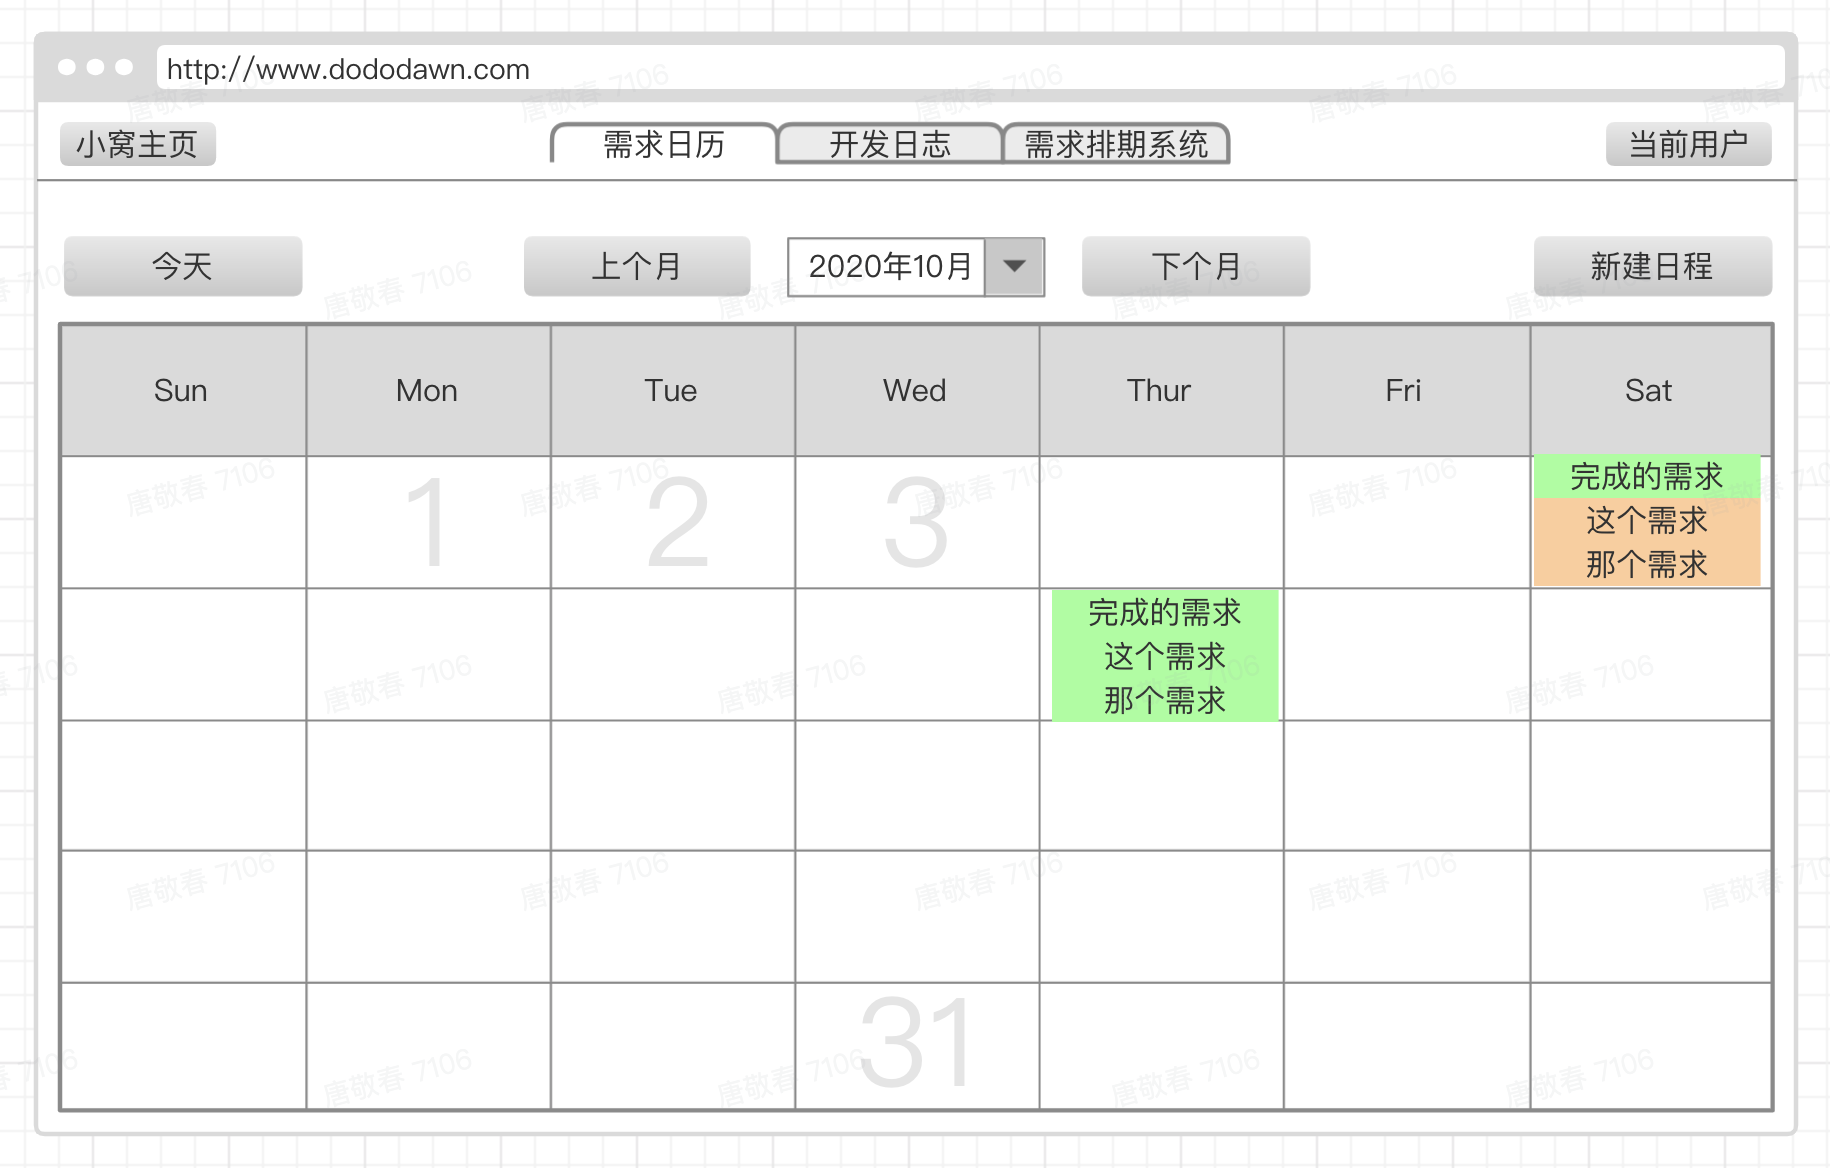 http://www.dododawn.com
小窝主页
需求日历
开发日志
需求排期系统
当前用户
今天
上个月
2020年10月
下个月
新建日程
Sun
Mon
Tue
Wed
Thur
Fri
Sat
1
2
3
完成的需求
这个需求
那个需求
完成的需求
这个需求
那个需求
31
唐敬春 7106